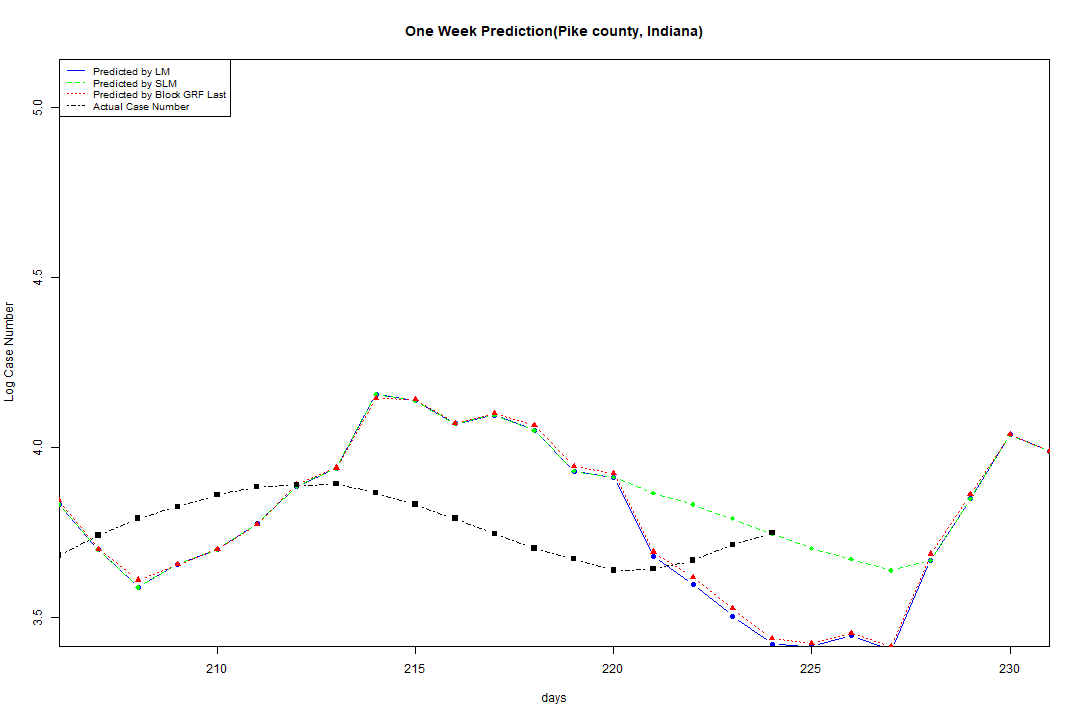 One Week Prediction(Pike county, Indiana)
Predicted by LM
Predicted by SLM
Predicted by Block GRF Last
Actual Case Number
5.0
4.5
4.0
3.5
Log Case Number
210 215 220 225 230
days